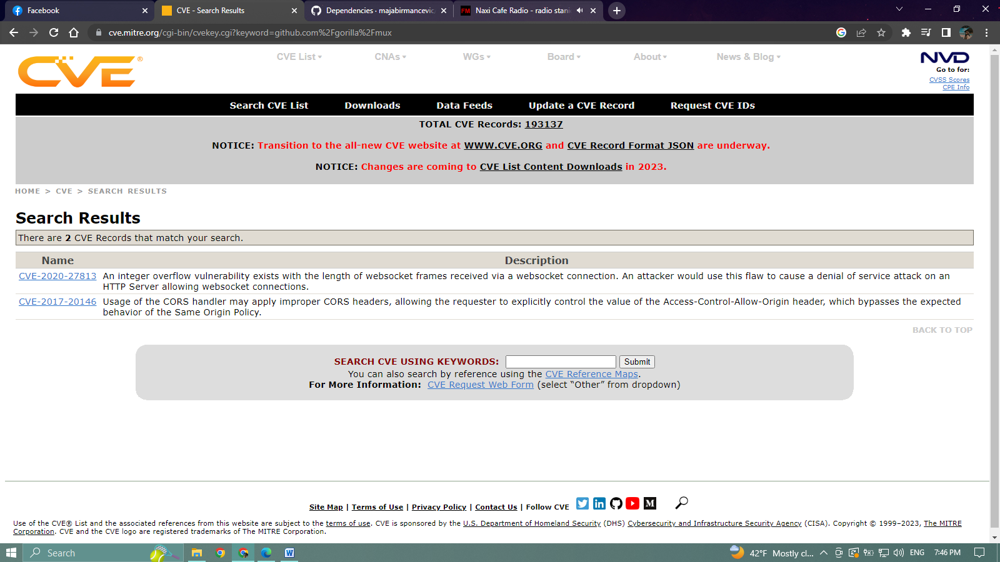 Facebook
CVE - Search Results
Dependencies · majabirmancevic
Naxi Cafe Radio - radio stani
cve.mitre.org/cgi-bin/cvekey.cgi?keyword=github.com%2Fgorilla%2Fmux
CVE®
CVE List CNAs WGs Board About News & Blog
NVD
Go to for:
CVSS Scores
CPE Info
Search CVE List Downloads Data Feeds Update a CVE Record Request CVE IDs
TOTAL CVE Records: 193137
NOTICE: Transition to the all-new CVE website at WWW.CVE.ORG and CVE Record Format JSON are underway.
NOTICE: Changes are coming to CVE List Content Downloads in 2023.
HOME > CVE > SEARCH RESULTS
Search Results
There are 2 CVE Records that match your search.
Name Description
CVE-2020-27813 An integer overflow vulnerability exists with the length of websocket frames received via a websocket connection. An attacker would use this flaw to cause a denial of service attack on an
HTTP Server allowing websocket connections.
CVE-2017-20146 Usage of the CORS handler may apply improper CORS headers, allowing the requester to explicitly control the value of the Access-Control-Allow-Origin header, which bypasses the expected
behavior of the Same Origin Policy.
BACK TO TOP
SEARCH CVE USING KEYWORDS: Submit
You can also search by reference using the CVE Reference Maps.
For More Information: CVE Request Web Form (select “Other” from dropdown)
Site Map | Terms of Use | Privacy Policy | Contact Us | Follow CVE
Use of the CVE® List and the associated references from this website are subject to the terms of use. CVE is sponsored by the U.S. Department of Homeland Security (DHS) Cybersecurity and Infrastructure Security Agency (CISA). Copyright © 1999–2023, The MITRE
Corporation. CVE and the CVE logo are registered trademarks of The MITRE Corporation.
Search
42°F Mostly cl...
ENG
7:46 PM